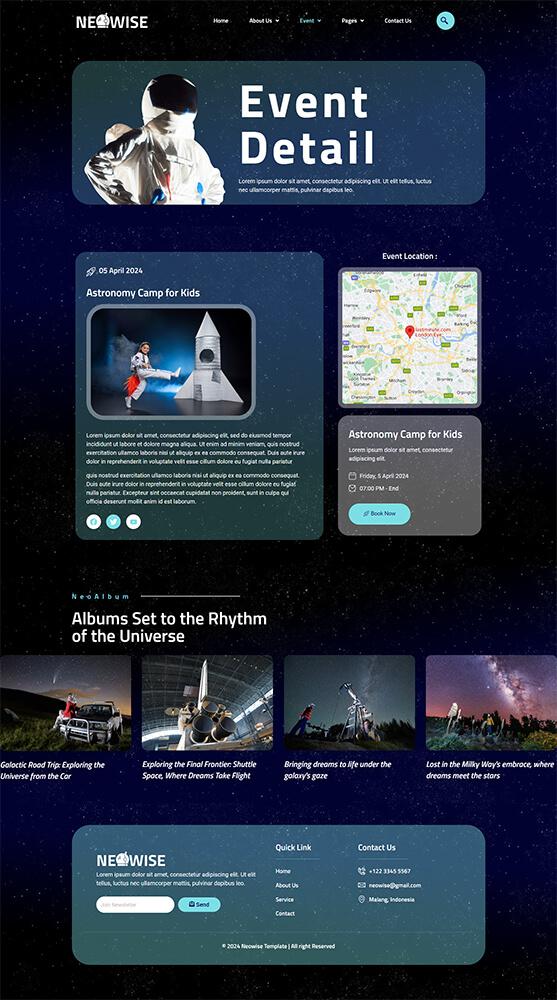 NEOWISE
Home
About Us
Event
Pages
Contact Us
Event
Detail
Lorem ipsum dolor sit amet, consectetur adipiscing elit. Ut elit tellus, luctus
nec ullamcorper mattis, pulvinar dapibus leo.
05 April 2024
Astronomy Camp for Kids
Lorem ipsum dolor sit amet, consectetur adipiscing elit, sed do eiusmod tempor
incididunt ut labore et dolore magna aliqua. Ut enim ad minim veniam, quis nostrud
exercitation ullamco laboris nisi ut aliquip ex ea commodo consequat. Duis aute irure
dolor in reprehenderit in voluptate velit esse cillum dolore eu fugiat nulla pariatur
quis nostrud exercitation ullamco laboris nisi ut aliquip ex ea commodo consequat.
Duis aute irure dolor in reprehenderit in voluptate velit esse cillum dolore eu fugiat
nulla pariatur. Excepteur sint occaecat cupidatat non proident, sunt in culpa qui
officia deserunt mollit anim id est laborum.
Event Location :
Enfield
Edgware
Harrow
Wembley
Ilford
Barking
lastminute.com
London Eye
Mitcham
Bromley
Croydon
Sutton
Epsom
Orpington
Astronomy Camp for Kids
Lorem ipsum dolor sit amet, consectetur
adipiscing elit.
Friday, 5 April 2024
07:00 PM - End
Book Now
NeoAlbum
Albums Set to the Rhythm
of the Universe
Galactic Road Trip: Exploring the
Universe from the Car
Exploring the Final Frontier: Shuttle
Space, Where Dreams Take Flight
Bringing dreams to life under the
galaxy's gaze
Lost in the Milky Way's embrace, where
dreams meet the stars
NEOWISE
Lorem ipsum dolor sit amet, consectetur adipiscing elit. Ut elit
tellus, luctus nec ullamcorper mattis, pulvinar dapibus leo.
Join Newsletter
Send
Quick Link
Home
About Us
Service
Contact
Contact Us
+122 3345 5567
neowise@gmail.com
Malang, Indonesia
© 2024 Neowise Template | All right Reserved